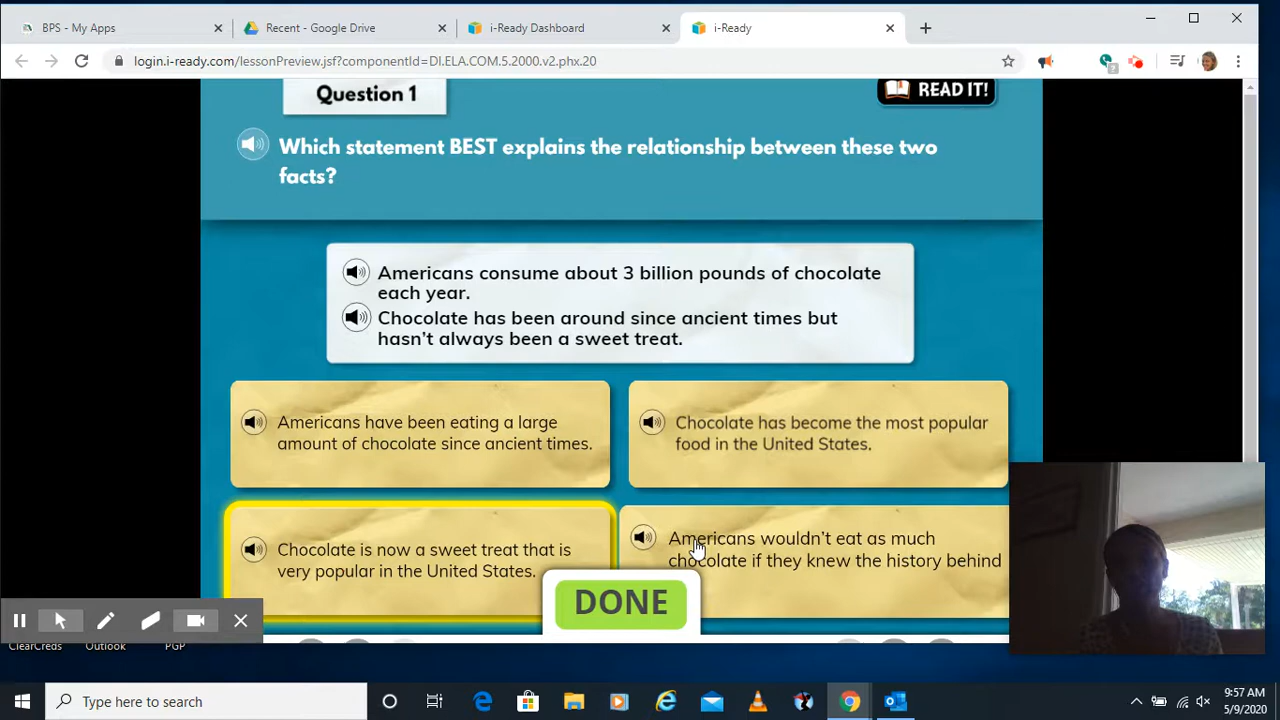 BPS - My Apps
Recent - Google Drive
i-Ready Dashboard
i-Ready
login.i-ready.com/lessonPreview.jsf?componentId=DI.ELA.COM.5.2000.v2.phx.20
Question 1
READ IT!
Which statement BEST explains the relationship between these two
facts?
Americans consume about 3 billion pounds of chocolate
each year.
Chocolate has been around since ancient times but
hasn't always been a sweet treat.
Americans have been eating a large
amount of chocolate since ancient times.
Chocolate has become the most popular
food in the United States.
Chocolate is now a sweet treat that is
very popular in the United States.
Americans wouldn't eat as much
chocolate if they knew the history behind
DONE
ClearCreds
Outlook
PGP
Type here to search
9:57 AM
5/9/2020